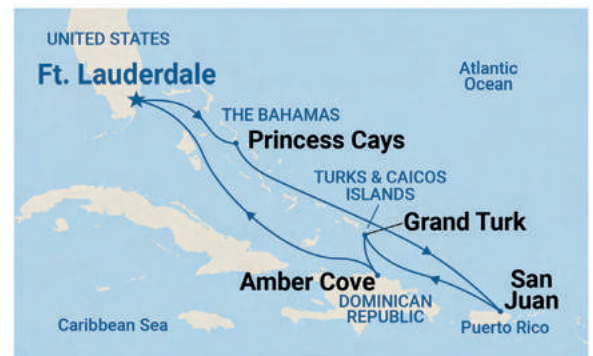 UNITED STATES
Ft. Lauderdale
Atlantic
Ocean
THE BAHAMAS
Princess Cays
TURKS & CAICOS
ISLANDS
Grand Turk
Amber Cove
DOMINICAN
REPUBLIC
San
Juan
Caribbean Sea
Puerto Rico